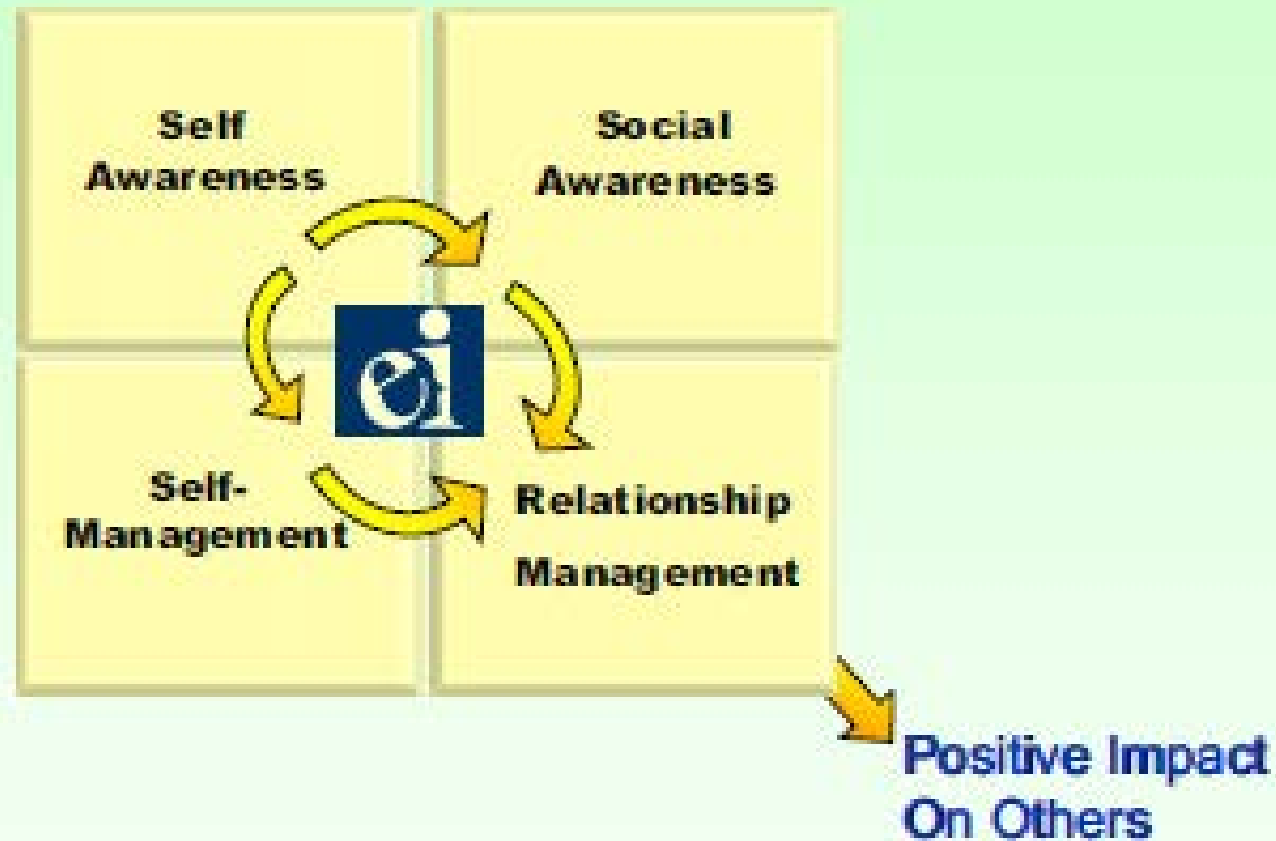 Self
Awareness
Social
Awareness
ei
Self-
Management
Relationship
Management
Positive Impact
On Others